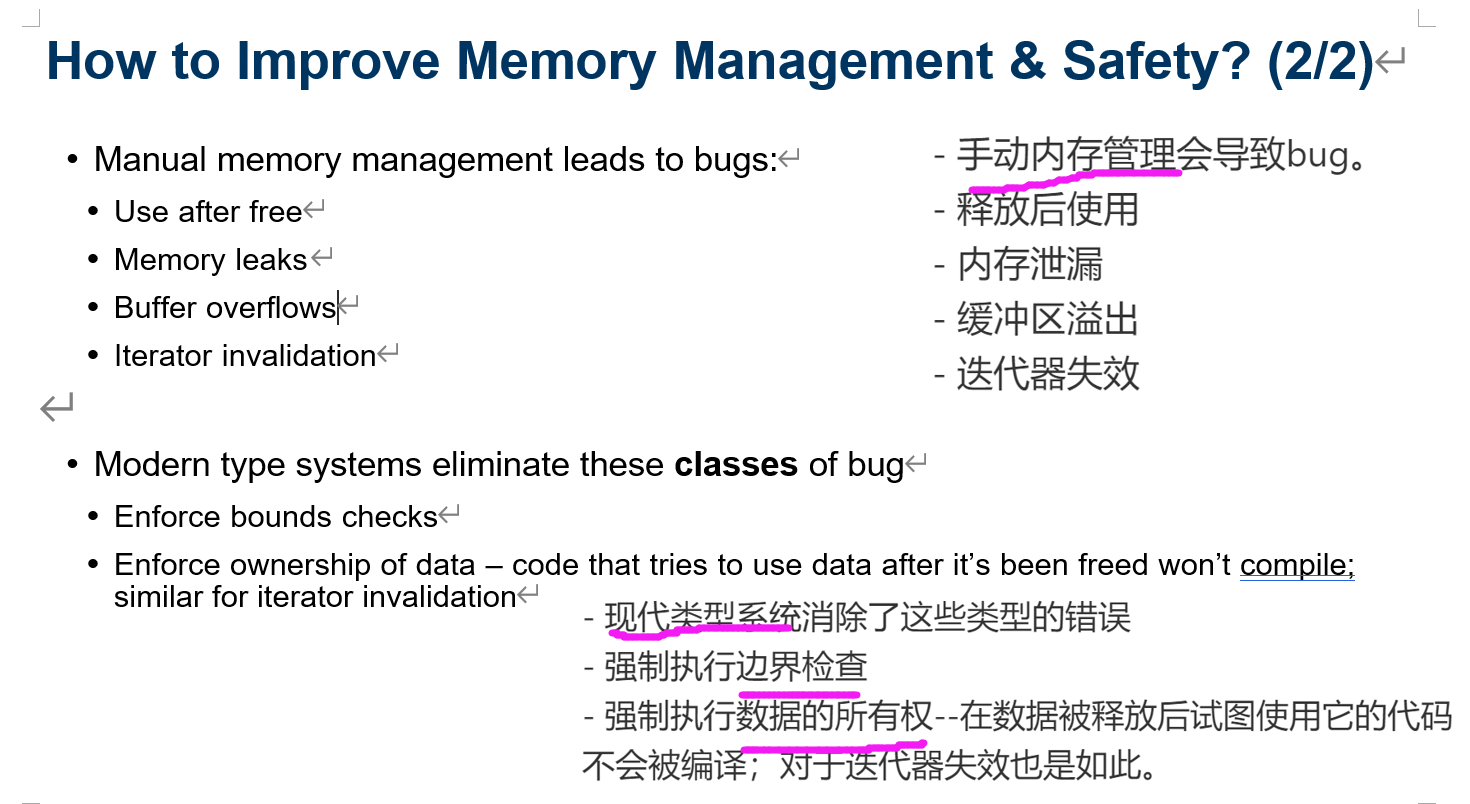 How to Improve Memory Management & Safety? (2/2)
• Manual memory management leads to bugs:
• Use after free
• Memory leaks
• Buffer overflows
• Iterator invalidation
- 手动内存管理会导致bug。
- 释放后使用
- 内存泄漏
- 缓冲区溢出
- 迭代器失效
• Modern type systems eliminate these classes of bug
• Enforce bounds checks
• Enforce ownership of data – code that tries to use data after it’s been freed won’t compile;
similar for iterator invalidation
- 现代类型系统消除了这些类型的错误
- 强制执行边界检查
- 强制执行数据的所有权--在数据被释放后试图使用它的代码
不会被编译；对于迭代器失效也是如此。